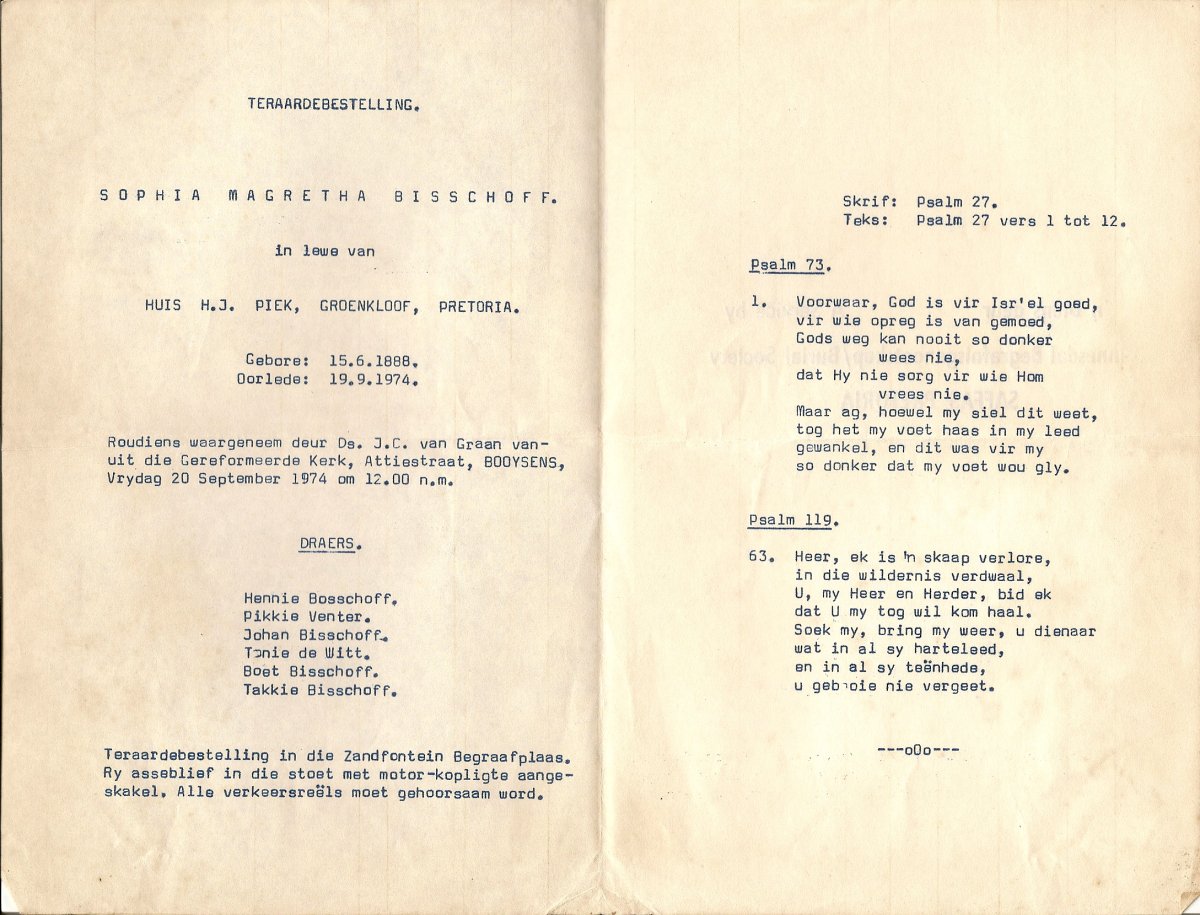 TERAARDEBESTELLING.
SOPHIA MAGRETHA BISSCHOFF.
in lewe van
HUIS H.J. PIEK, GROENKLOOF, PRETORIA.
Gebore: 15.6.1888.
Oorlede: 19.9.1974.
Roudiens waargeneem deur Ds. J.C. van Graan van-
uit die Gereformeerde Kerk, Attiestraat, BOOYSENS,
Vrydag 20 September 1974 om 12.00 n.m.
DRAERS.
Hennie Bosschoff.
Pikkie Venter.
Johan Bisschoff.
Tonie de Witt.
Boet Bisschoff.
Takkie Bisschoff.
Teraardebestelling in die Zandfontein Begraafplaas.
Ry asseblief in die stoet met motor-kopligte aange-
skakel. Alle verkeersreëls moet gehoorsaam word.
Skrif: Psalm 27.
Teks: Psalm 27 vers 1 tot 12.
Psalm 73.
1. Voorwaar, God is vir Isr'el goed,
vir wie opreg is van gemoed,
Gods weg kan nooit so donker
wees nie,
dat Hy nie sorg vir wie Hom
vrees nie.
Maar ag, hoewel my siel dit weet,
tog het my voet haas in my leed
gewankel, en dit was vir my
so donker dat my voet wou gly.
Psalm 119.
63. Heer, ek is 'n skaap verlore,
in die wildernis verdwaal,
U, my Heer en Herder, bid ek
dat U my tog wil kom haal.
Soek my, bring my weer, u dienaar
wat in al sy harteleed,
en in al sy teënhede,
u gebooie nie vergeet.
---oOo---